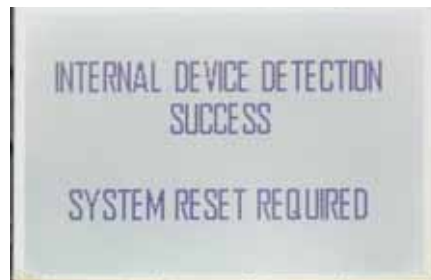 INTERNAL DEVICE DETECTION
SUCCESS
SYSTEM RESET REQUIRED